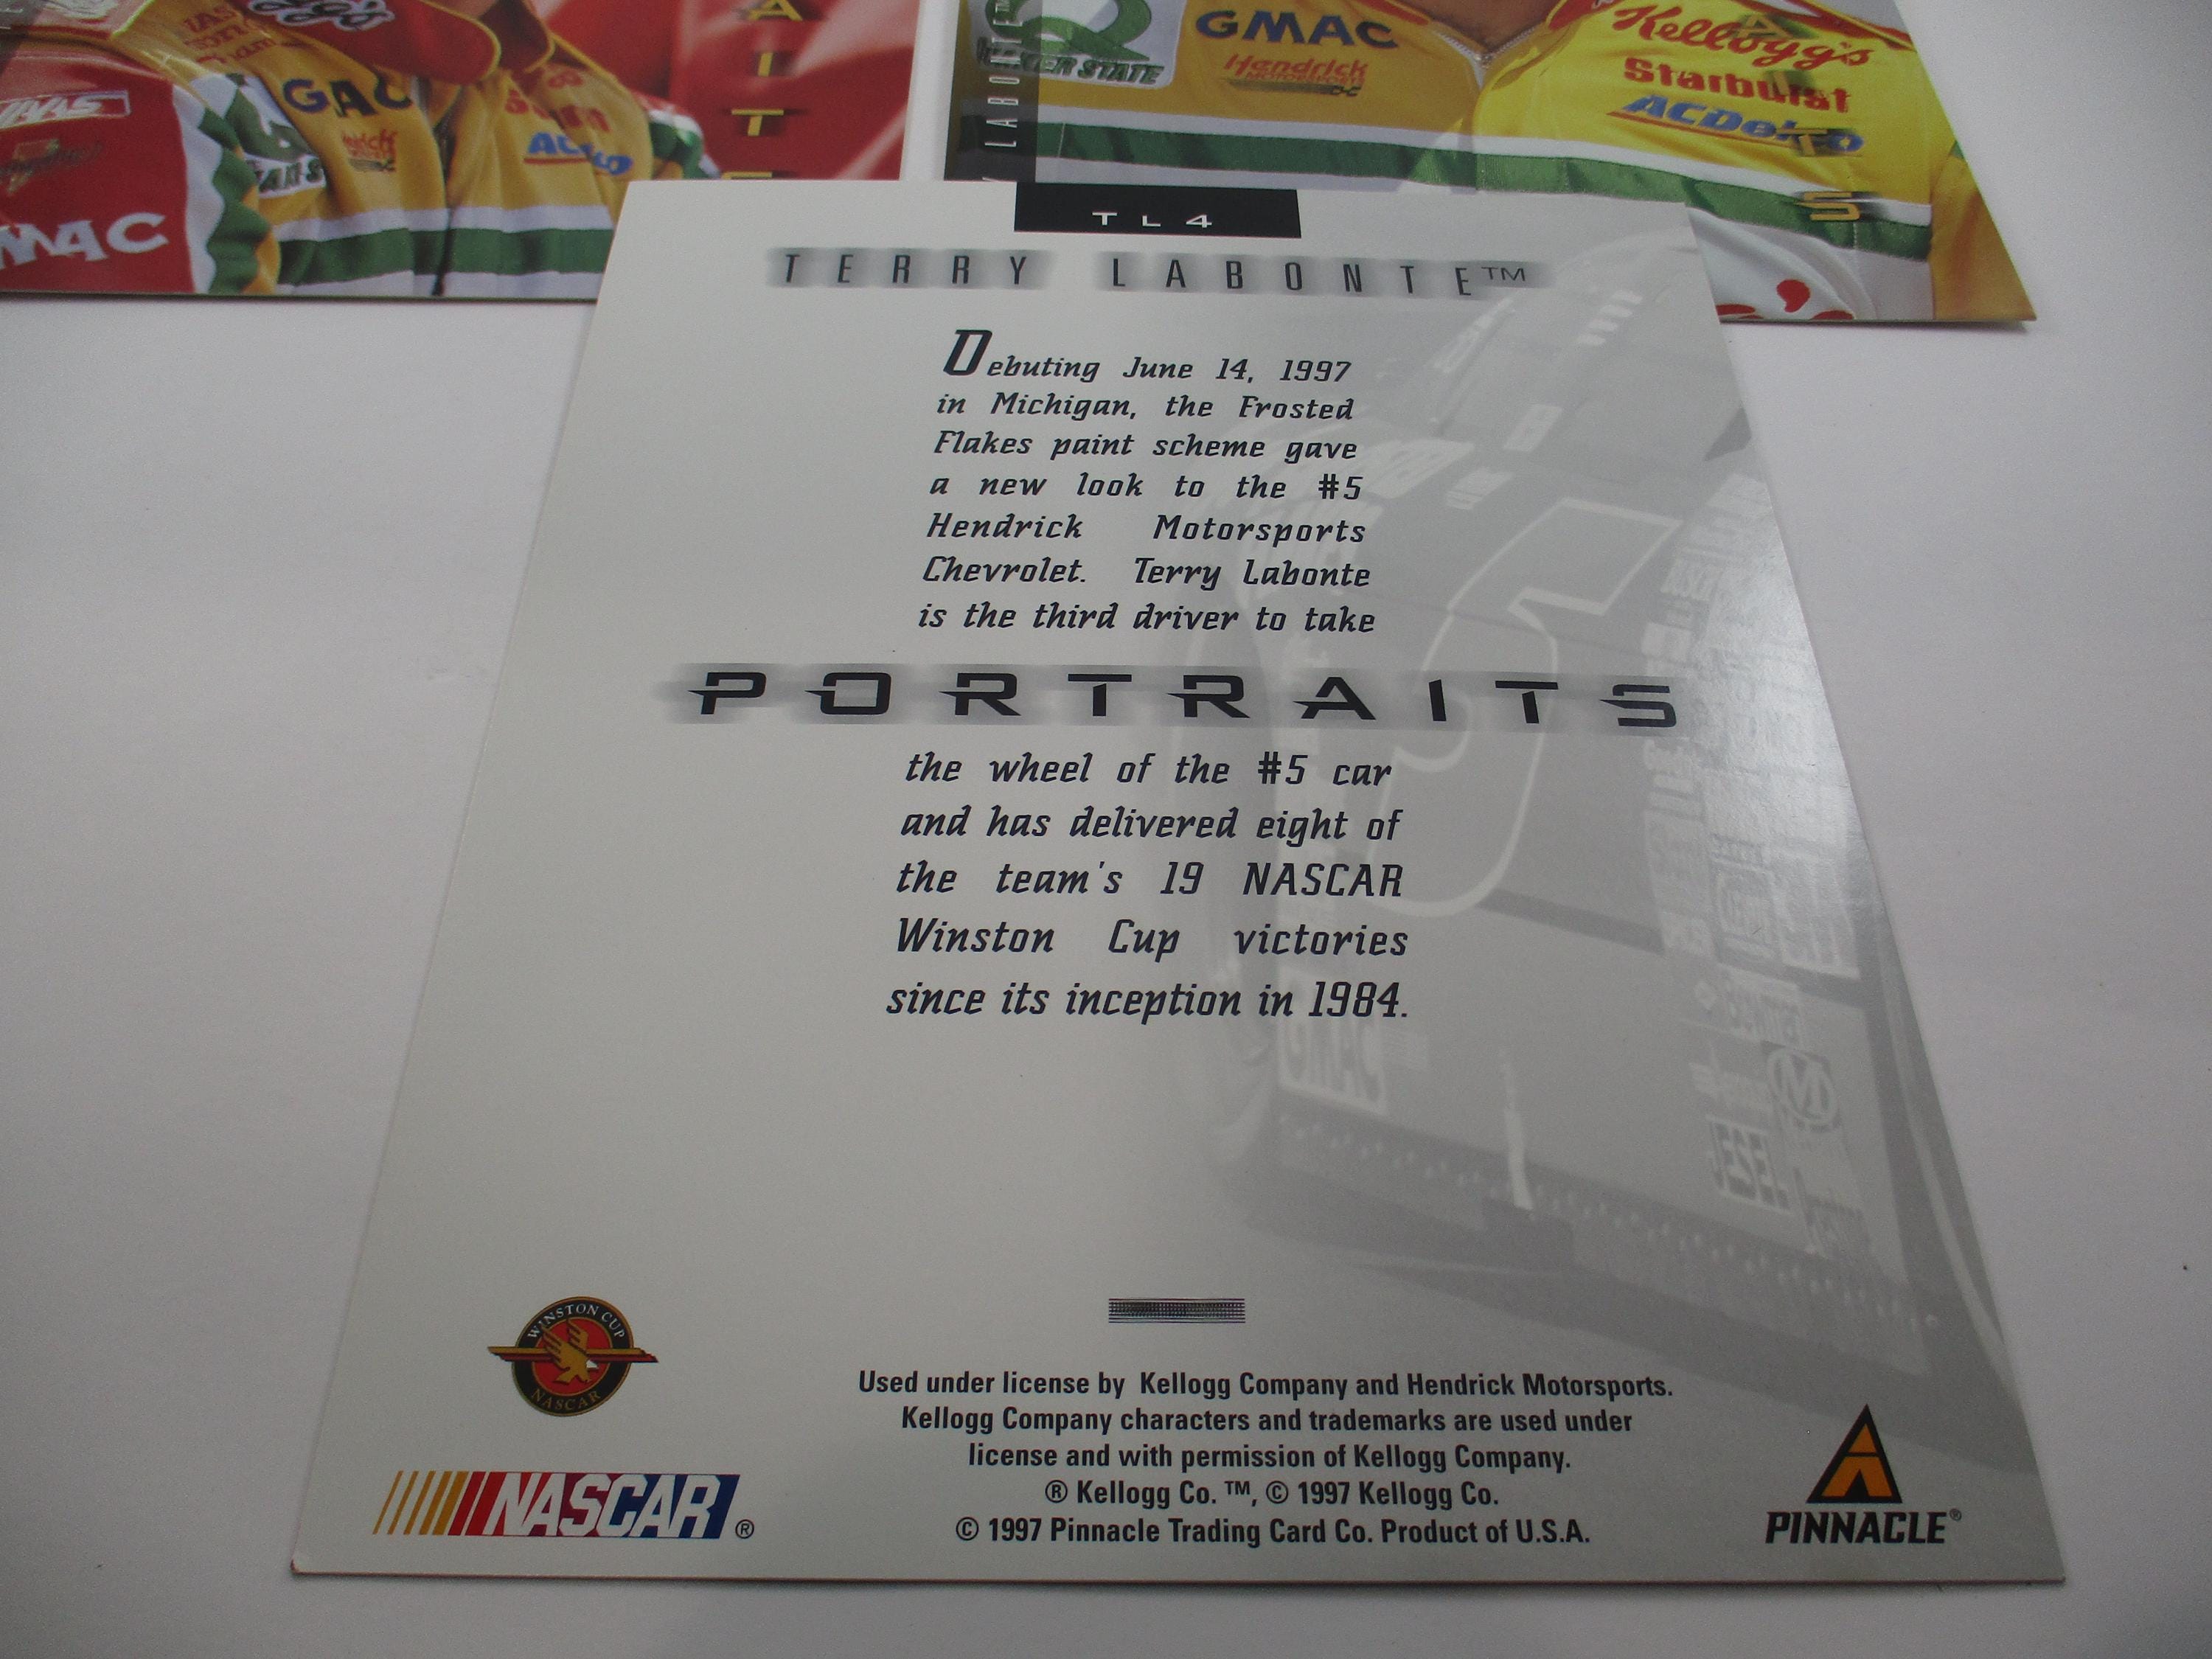 GMAC
Hendrick
MOTORSPORTS
QUAKER STATE
Kellogg's
Starburst
ACDelco
LABONTE
S
A
I
T
GMAC
TL4
TERRY LABONTE™
Debuting June 14, 1997
in Michigan, the Frosted
Flakes paint scheme gave
a new look to the #5
Hendrick Motorsports
Chevrolet. Terry Labonte
is the third driver to take
PORTRAITS
the wheel of the #5 car
and has delivered eight of
the team's 19 NASCAR
Winston Cup victories
since its inception in 1984.
WINSTON CUP
NASCAR
NASCAR®
Used under license by Kellogg Company and Hendrick Motorsports.
Kellogg Company characters and trademarks are used under
license and with permission of Kellogg Company.
® Kellogg Co. ™, © 1997 Kellogg Co.
© 1997 Pinnacle Trading Card Co. Product of U.S.A.
PINNACLE®